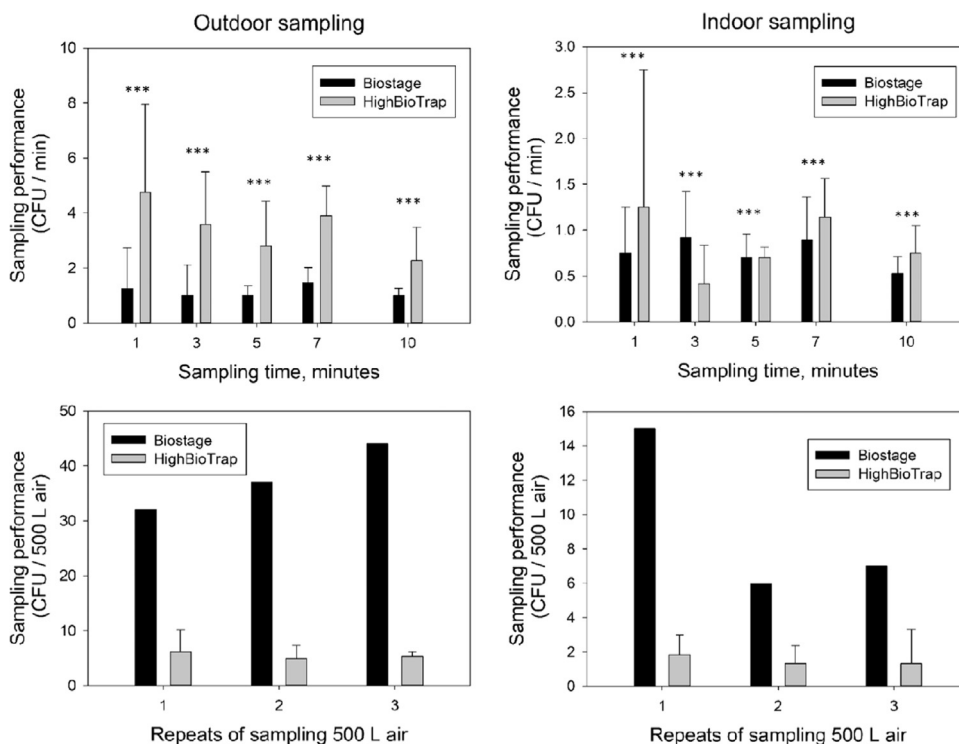 Outdoor sampling
Sampling performance
(CFU / min)
10
8
6
4
2
0
Biostage
HighBioTrap
***
***
***
***
***
1 3 5 7 10
Sampling time, minutes
Indoor sampling
Sampling performance
(CFU / min)
3.0
2.5
2.0
1.5
1.0
0.5
0.0
Biostage
HighBioTrap
***
***
***
***
***
1 3 5 7 10
Sampling time, minutes
Sampling performance
(CFU / 500 L air)
50
40
30
20
10
0
Biostage
HighBioTrap
1 2 3
Repeats of sampling 500 L air
Sampling performance
(CFU / 500 L air)
16
14
12
10
8
6
4
2
0
Biostage
HighBioTrap
1 2 3
Repeats of sampling 500 L air